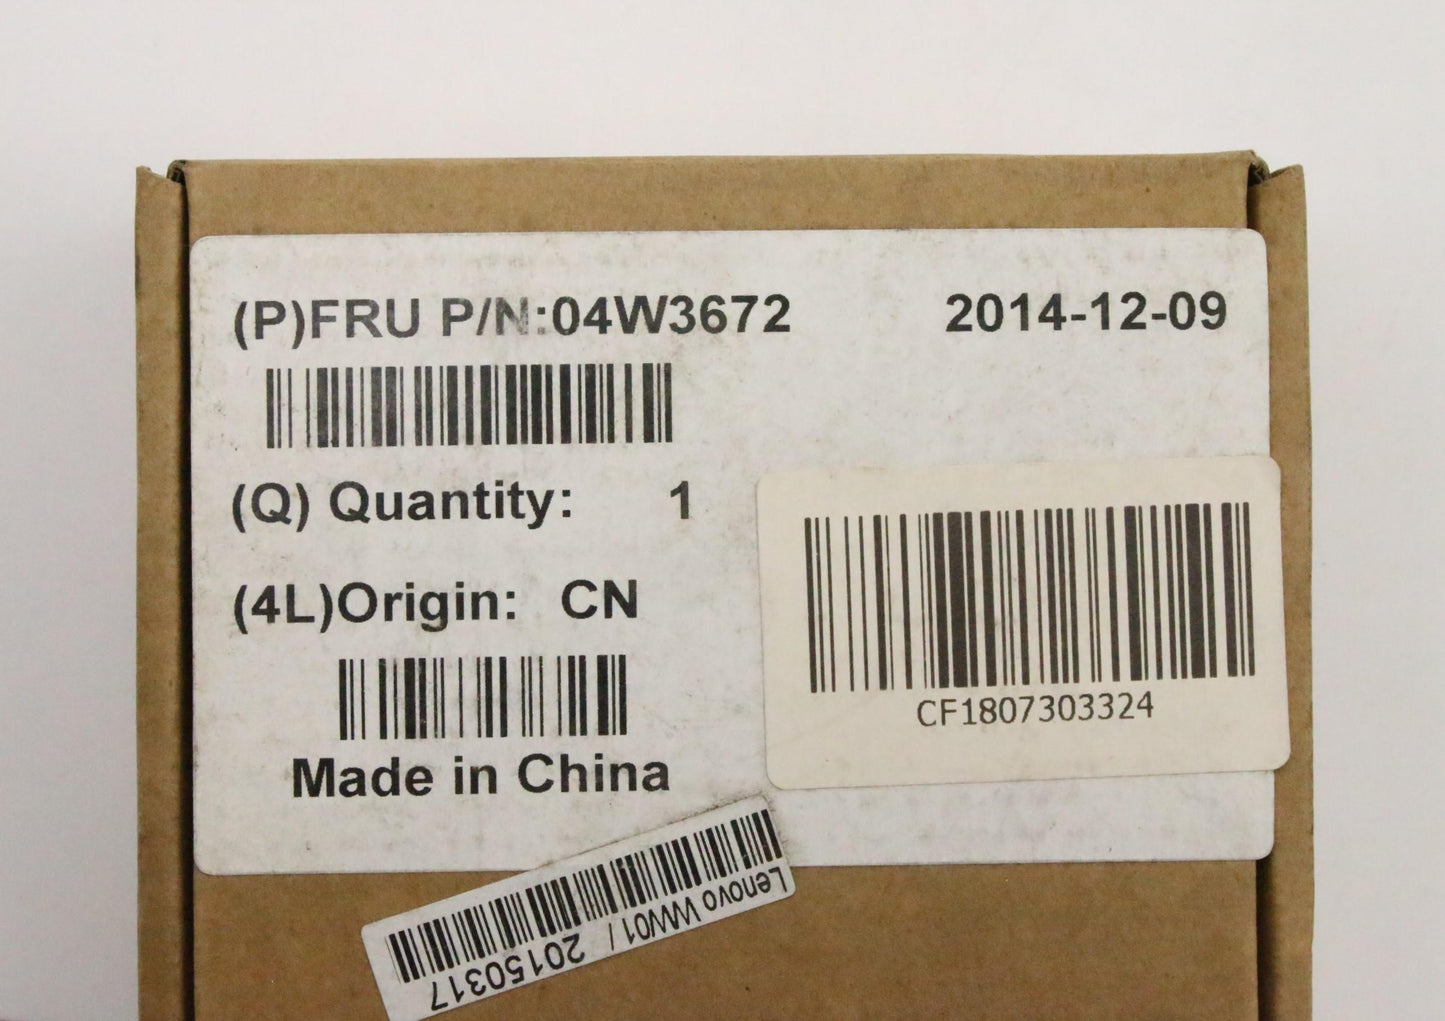 (P)FRU P/N:04W3672 2014-12-09
(Q) Quantity: 1
(4L)Origin: CN
Made in China
CF1807303324
Lenovo WW01 / 20150317